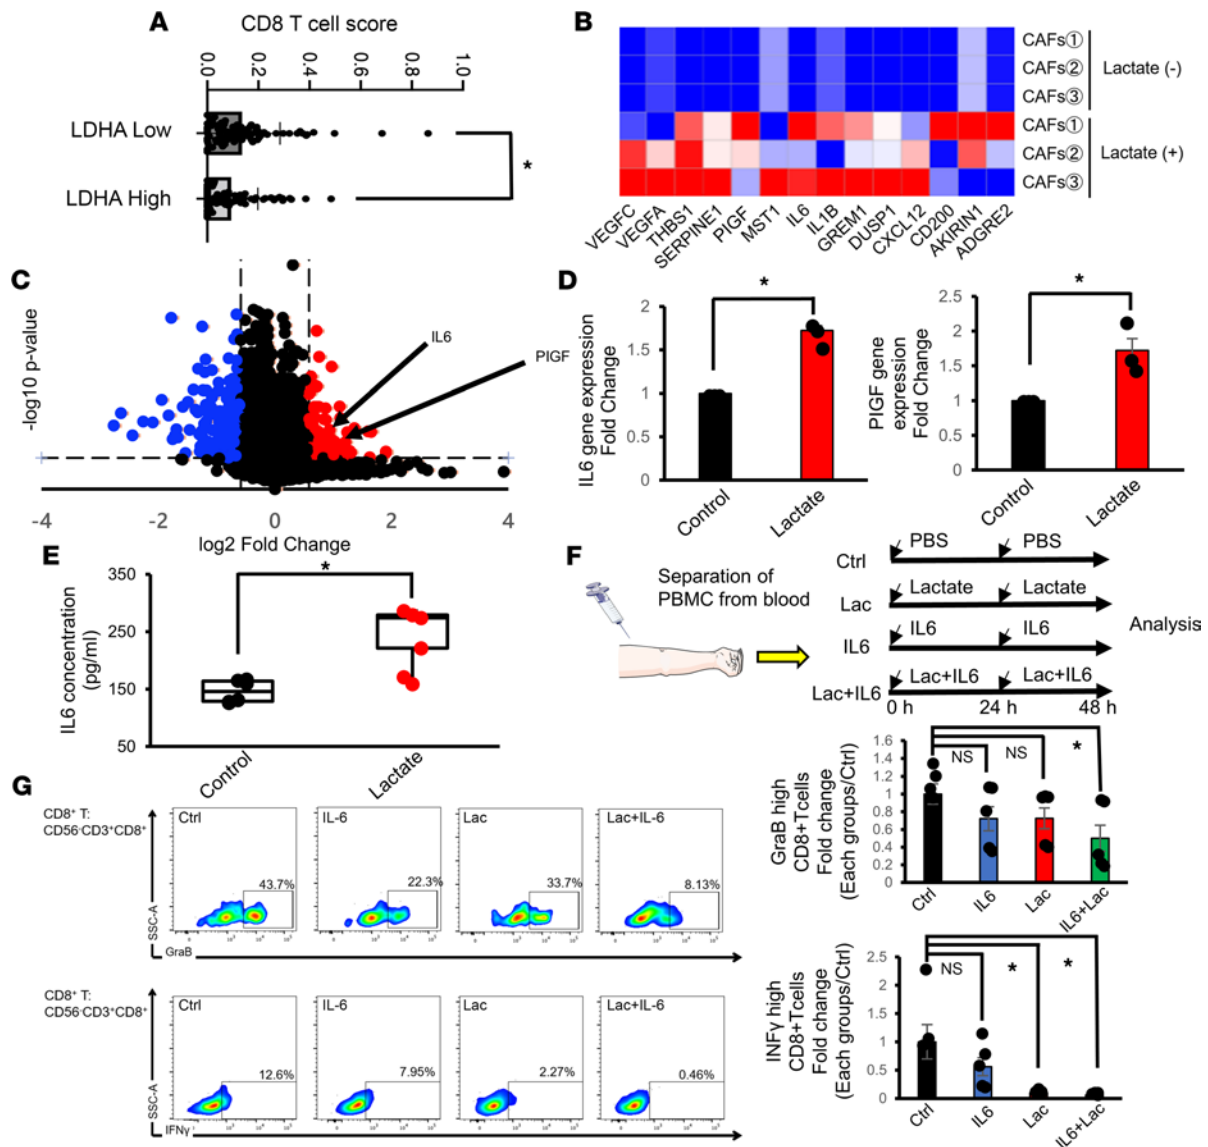 A
CD8 T cell score
0.0
0.2
0.4
0.6
0.8
1.0
LDHA Low
LDHA High
*
B
CAFs①
CAFs②
CAFs③
Lactate (-)
CAFs①
CAFs②
CAFs③
Lactate (+)
VEGFC
VEGFA
THBS1
SERPINE1
PIGF
MST1
IL6
IL1B
GREM1
DUSP1
CXCL12
CD200
AKIRIN1
ADGRE2
C
-log10 p-value
IL6
PIGF
-4
-2
0
2
4
log2 Fold Change
D
IL6 gene expression
Fold Change
2
1.5
1
0.5
0
*
Control
Lactate
PIGF gene
expression
Fold Change
2.5
2
1.5
1
0.5
0
*
Control
Lactate
E
IL6 concentration
(pg/ml)
350
250
150
50
*
Control
Lactate
F
Separation of
PBMC from blood
Ctrl
PBS
PBS
Lac
Lactate
Lactate
IL6
IL6
IL6
Lac+IL6
Lac+IL6
Lac+IL6
0 h
24 h
48 h
Analysis
G
CD8⁺ T:
CD56⁻CD3⁺CD8⁺
SSC-A
GraB
Ctrl
43.7%
IL-6
22.3%
Lac
33.7%
Lac+IL-6
8.13%
GraB high
CD8+Tcells
Fold change
(Each groups/Ctrl)
1.6
1.4
1.2
1
0.8
0.6
0.4
0.2
0
NS
NS
*
Ctrl
IL6
Lac
IL6+Lac
CD8⁺ T:
CD56⁻CD3⁺CD8⁺
SSC-A
IFNγ
Ctrl
12.6%
IL-6
7.95%
Lac
2.27%
Lac+IL-6
0.46%
INFγ high
CD8+Tcells
Fold change
(Each groups/Ctrl)
2.5
2
1.5
1
0.5
0
NS
*
*
Ctrl
IL6
Lac
IL6+Lac